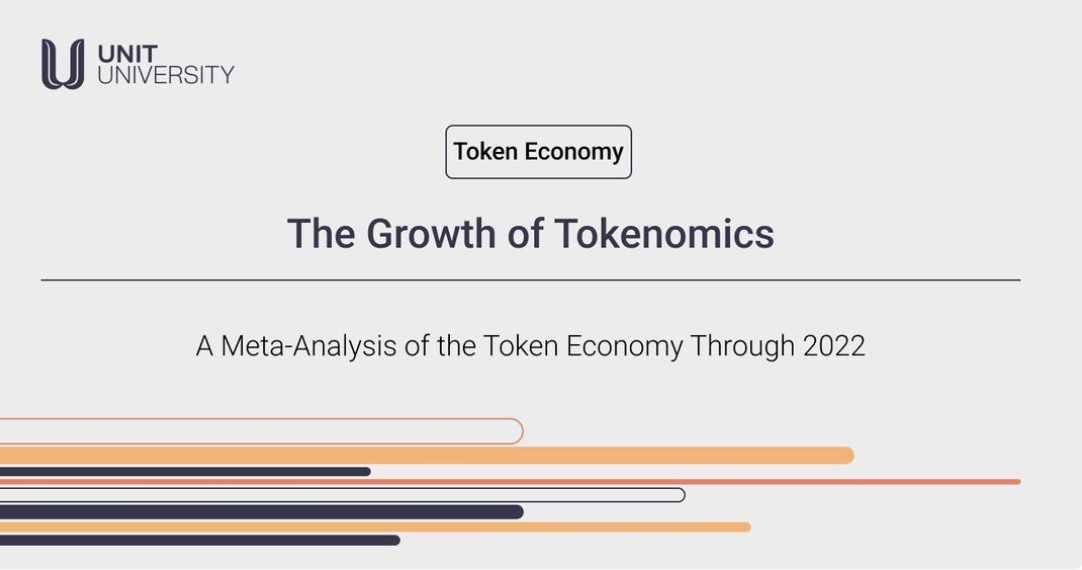 UNIT
UNIVERSITY
Token Economy
The Growth of Tokenomics
A Meta-Analysis of the Token Economy Through 2022